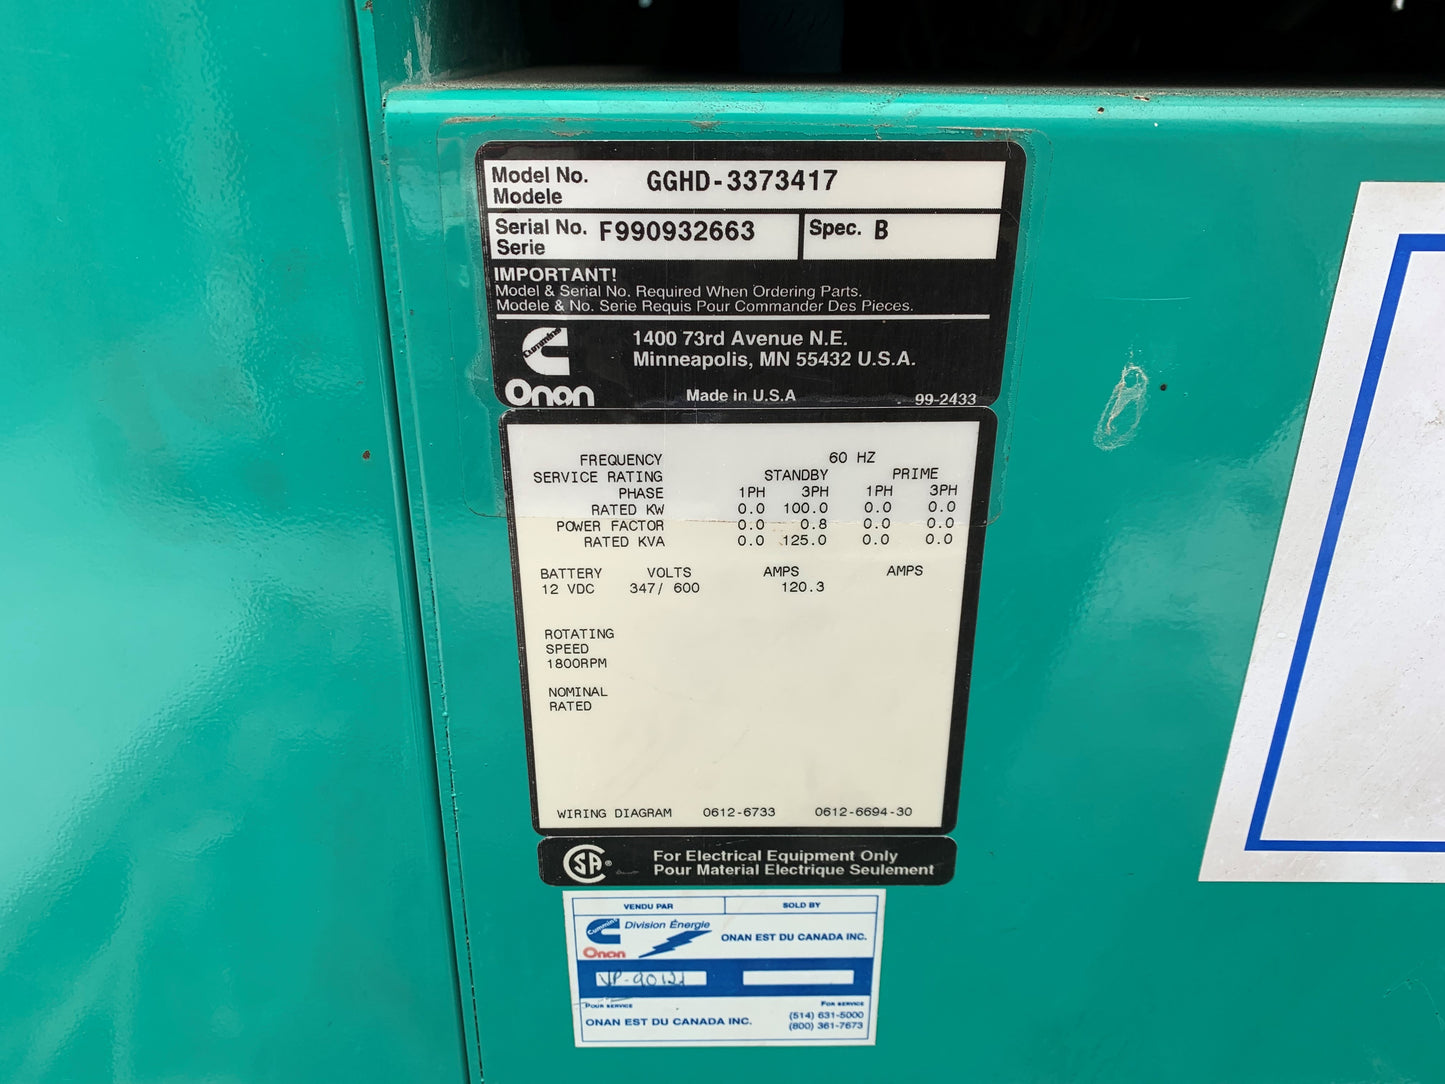 Model No. GGHD-3373417
Modele
Serial No. F990932663 Spec. B
Serie
IMPORTANT!
Model & Serial No. Required When Ordering Parts.
Modele & No. Serie Requis Pour Commander Des Pieces.
Cummins
Onan
1400 73rd Avenue N.E.
Minneapolis, MN 55432 U.S.A.
Made in U.S.A 99-2433
FREQUENCY 60 HZ
SERVICE RATING STANDBY PRIME
PHASE 1PH 3PH 1PH 3PH
RATED KW 0.0 100.0 0.0 0.0
POWER FACTOR 0.0 0.8 0.0 0.0
RATED KVA 0.0 125.0 0.0 0.0
BATTERY VOLTS AMPS AMPS
12 VDC 347/ 600 120.3
ROTATING
SPEED
1800RPM
NOMINAL
RATED
WIRING DIAGRAM 0612-6733 0612-6694-30
CSA ®
For Electrical Equipment Only
Pour Material Electrique Seulement
VENDU PAR SOLD BY
Cummins Division Énergie
Onan
ONAN EST DU CANADA INC.
POUR SERVICE FOR SERVICE
ONAN EST DU CANADA INC.
(514) 631-5000
(800) 361-7673